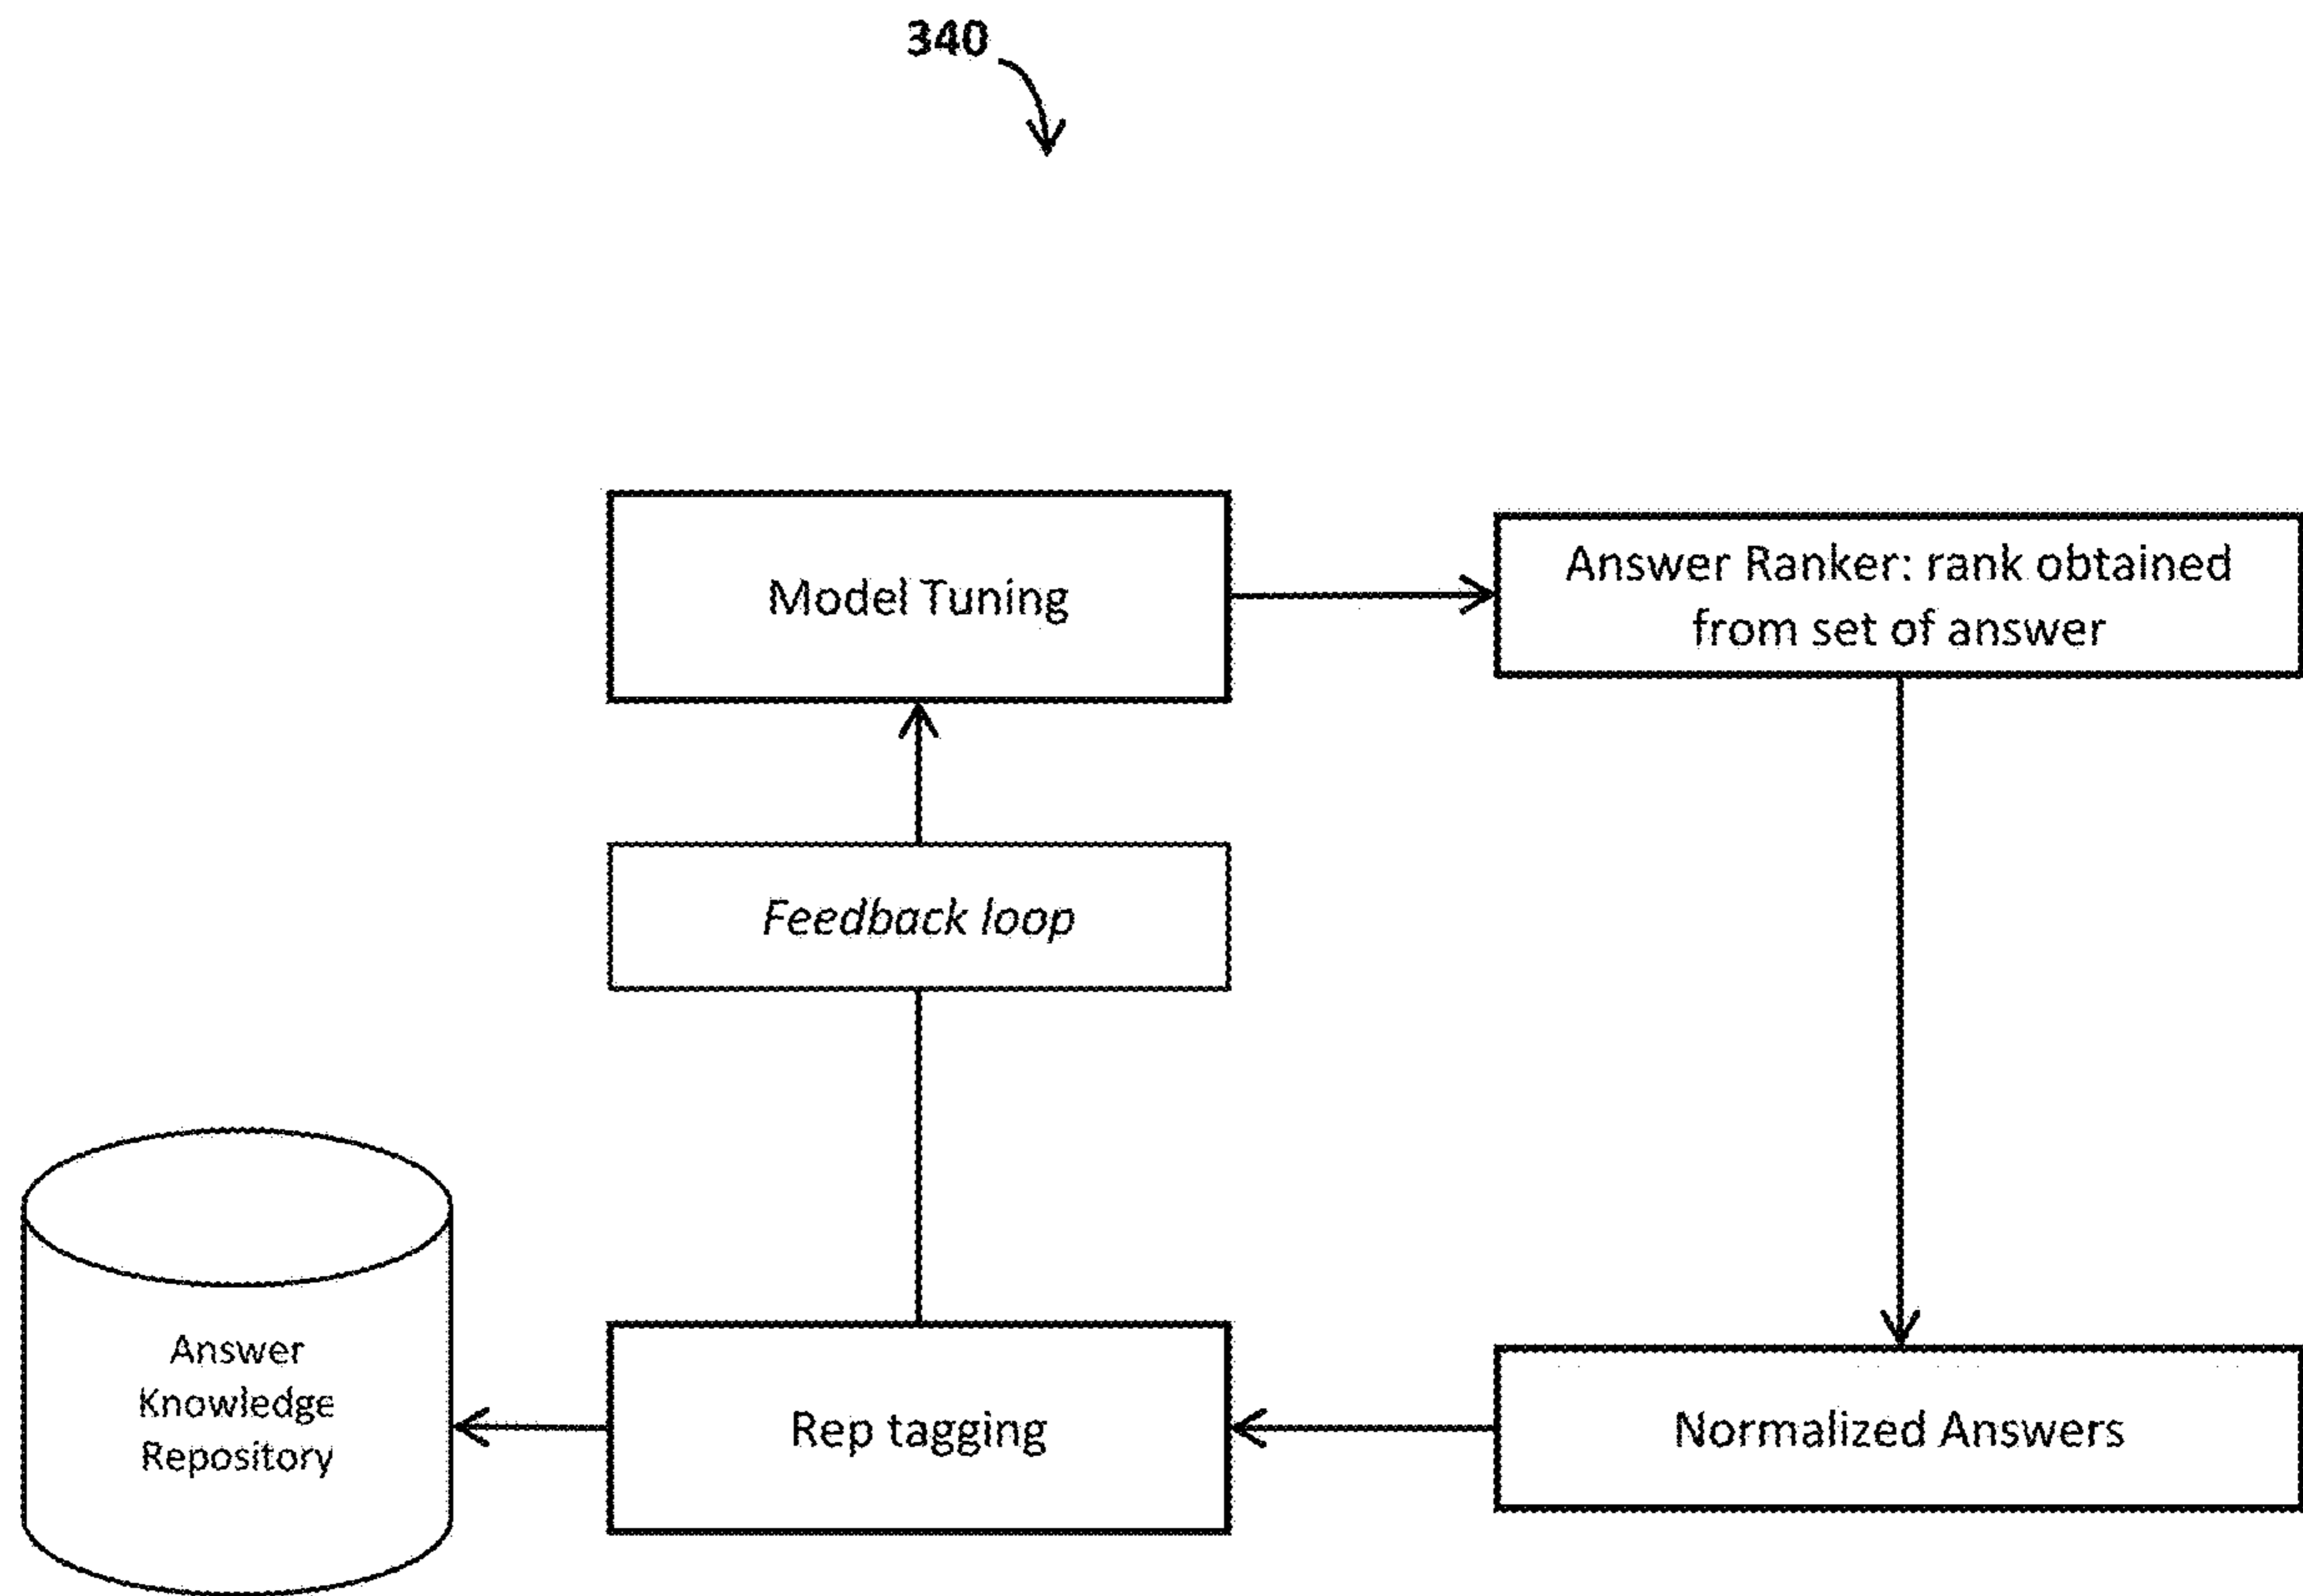 340
Model Tuning
Answer Ranker: rank obtained
from set of answer
Feedback loop
Answer
Knowledge
Repository
Rep tagging
Normalized Answers